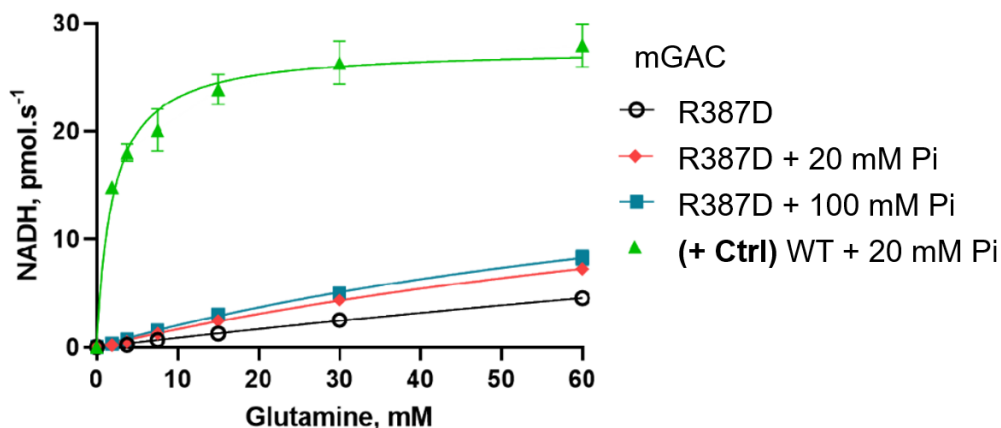 30
20
10
0
NADH, pmol.s-1
0 10 20 30 40 50 60
Glutamine, mM
mGAC
R387D
R387D + 20 mM Pi
R387D + 100 mM Pi
(+ Ctrl) WT + 20 mM Pi